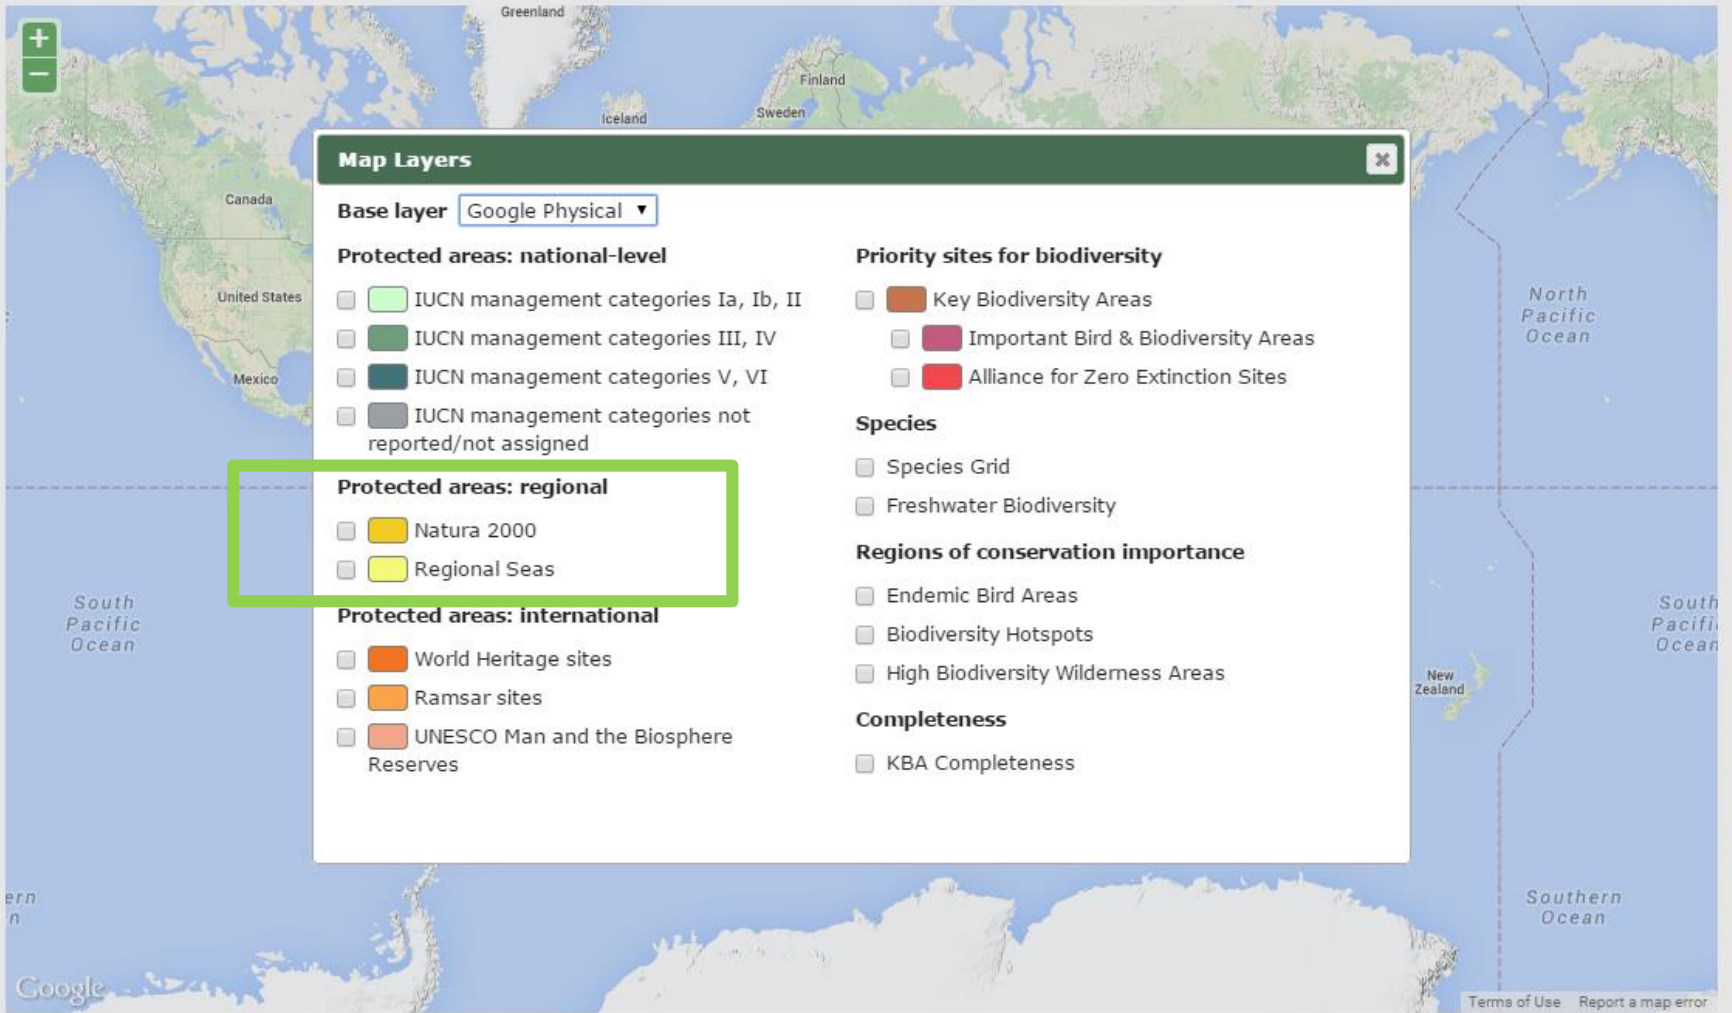 Greenland
+
−
Finland
Iceland
Sweden
Map Layers
Canada
Base layer Google Physical
Protected areas: national-level
IUCN management categories Ia, Ib, II
IUCN management categories III, IV
IUCN management categories V, VI
IUCN management categories not
reported/not assigned
Protected areas: regional
Natura 2000
Regional Seas
Protected areas: international
World Heritage sites
Ramsar sites
UNESCO Man and the Biosphere
Reserves
Priority sites for biodiversity
Key Biodiversity Areas
Important Bird & Biodiversity Areas
Alliance for Zero Extinction Sites
Species
Species Grid
Freshwater Biodiversity
Regions of conservation importance
Endemic Bird Areas
Biodiversity Hotspots
High Biodiversity Wilderness Areas
Completeness
KBA Completeness
United States
Mexico
North
Pacific
Ocean
South
Pacific
Ocean
South
Pacifi
Ocean
New
Zealand
ern
n
Southern
Ocean
Google
Terms of Use Report a map error